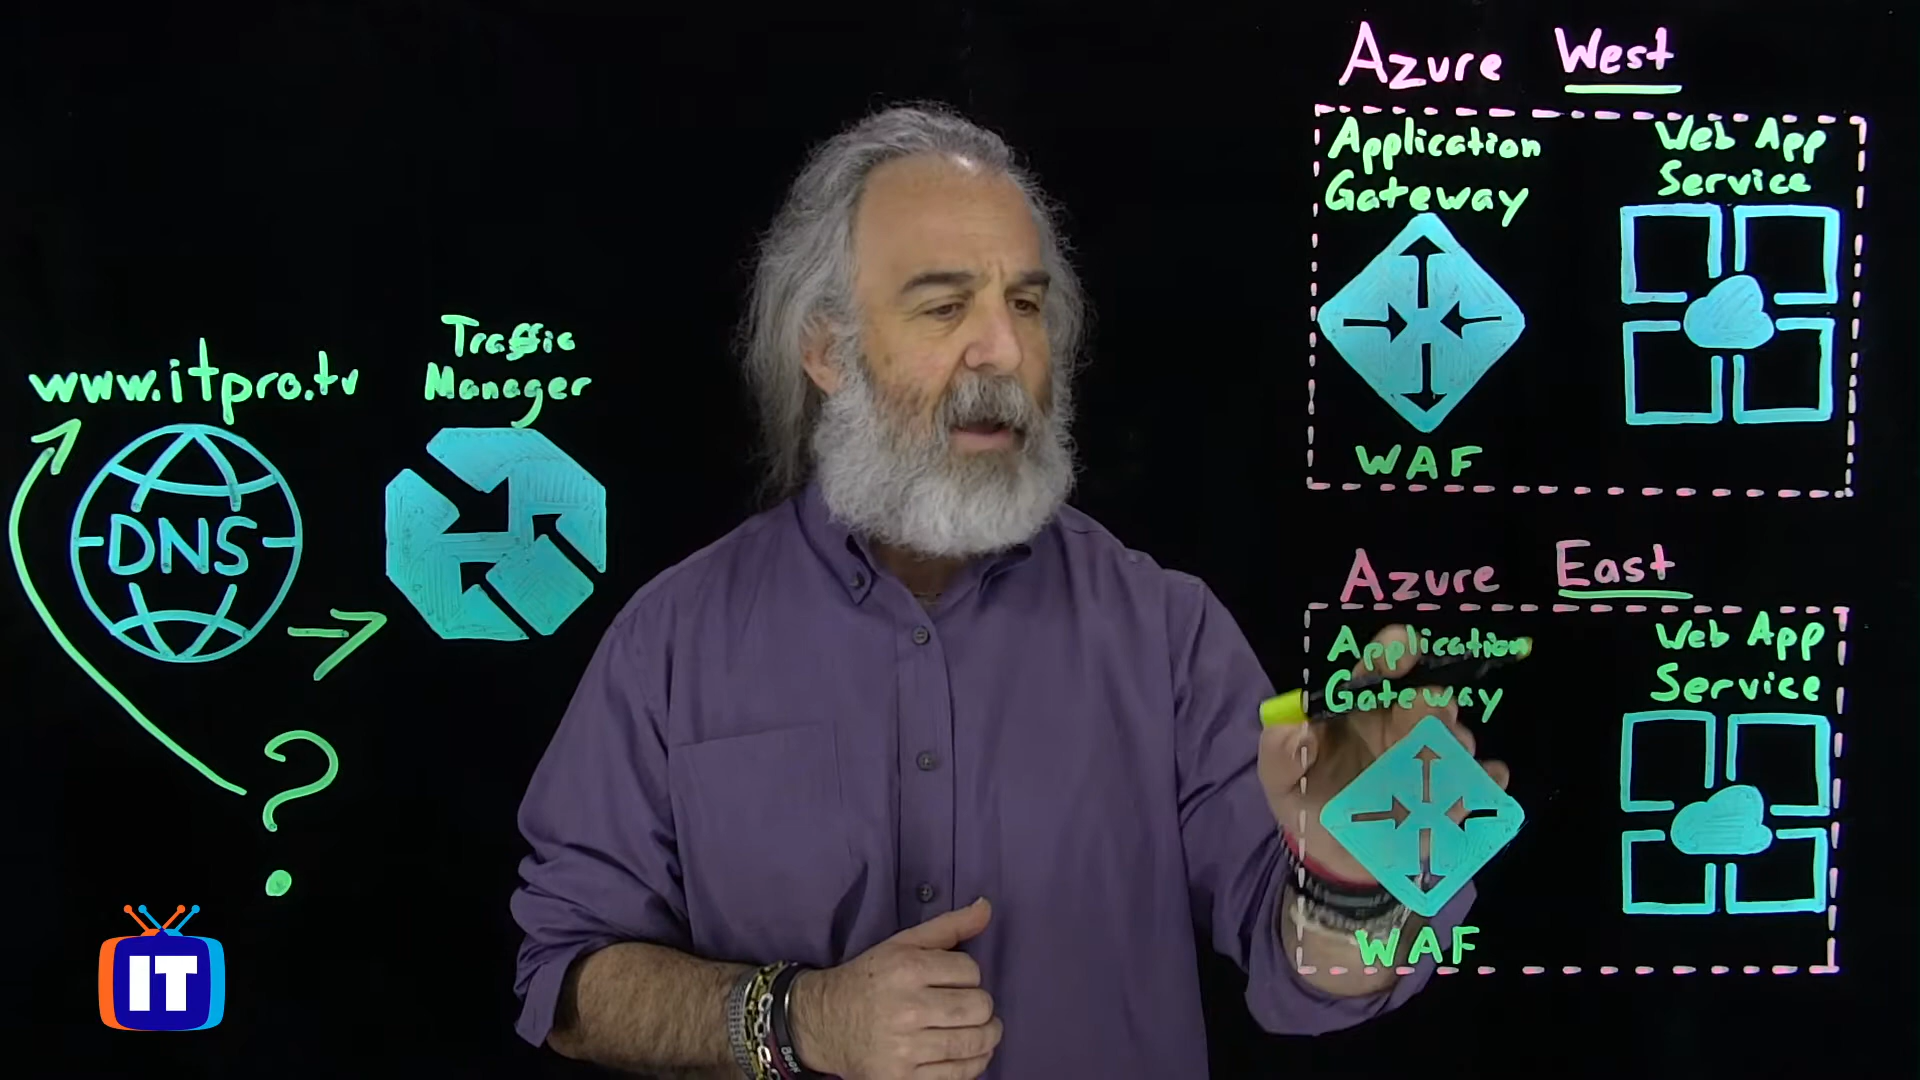 www.itpro.tv
DNS
?
Traffic
Manager
Azure West
Application
Gateway
Web App
Service
WAF
Azure East
Application
Gateway
Web App
Service
WAF
IT